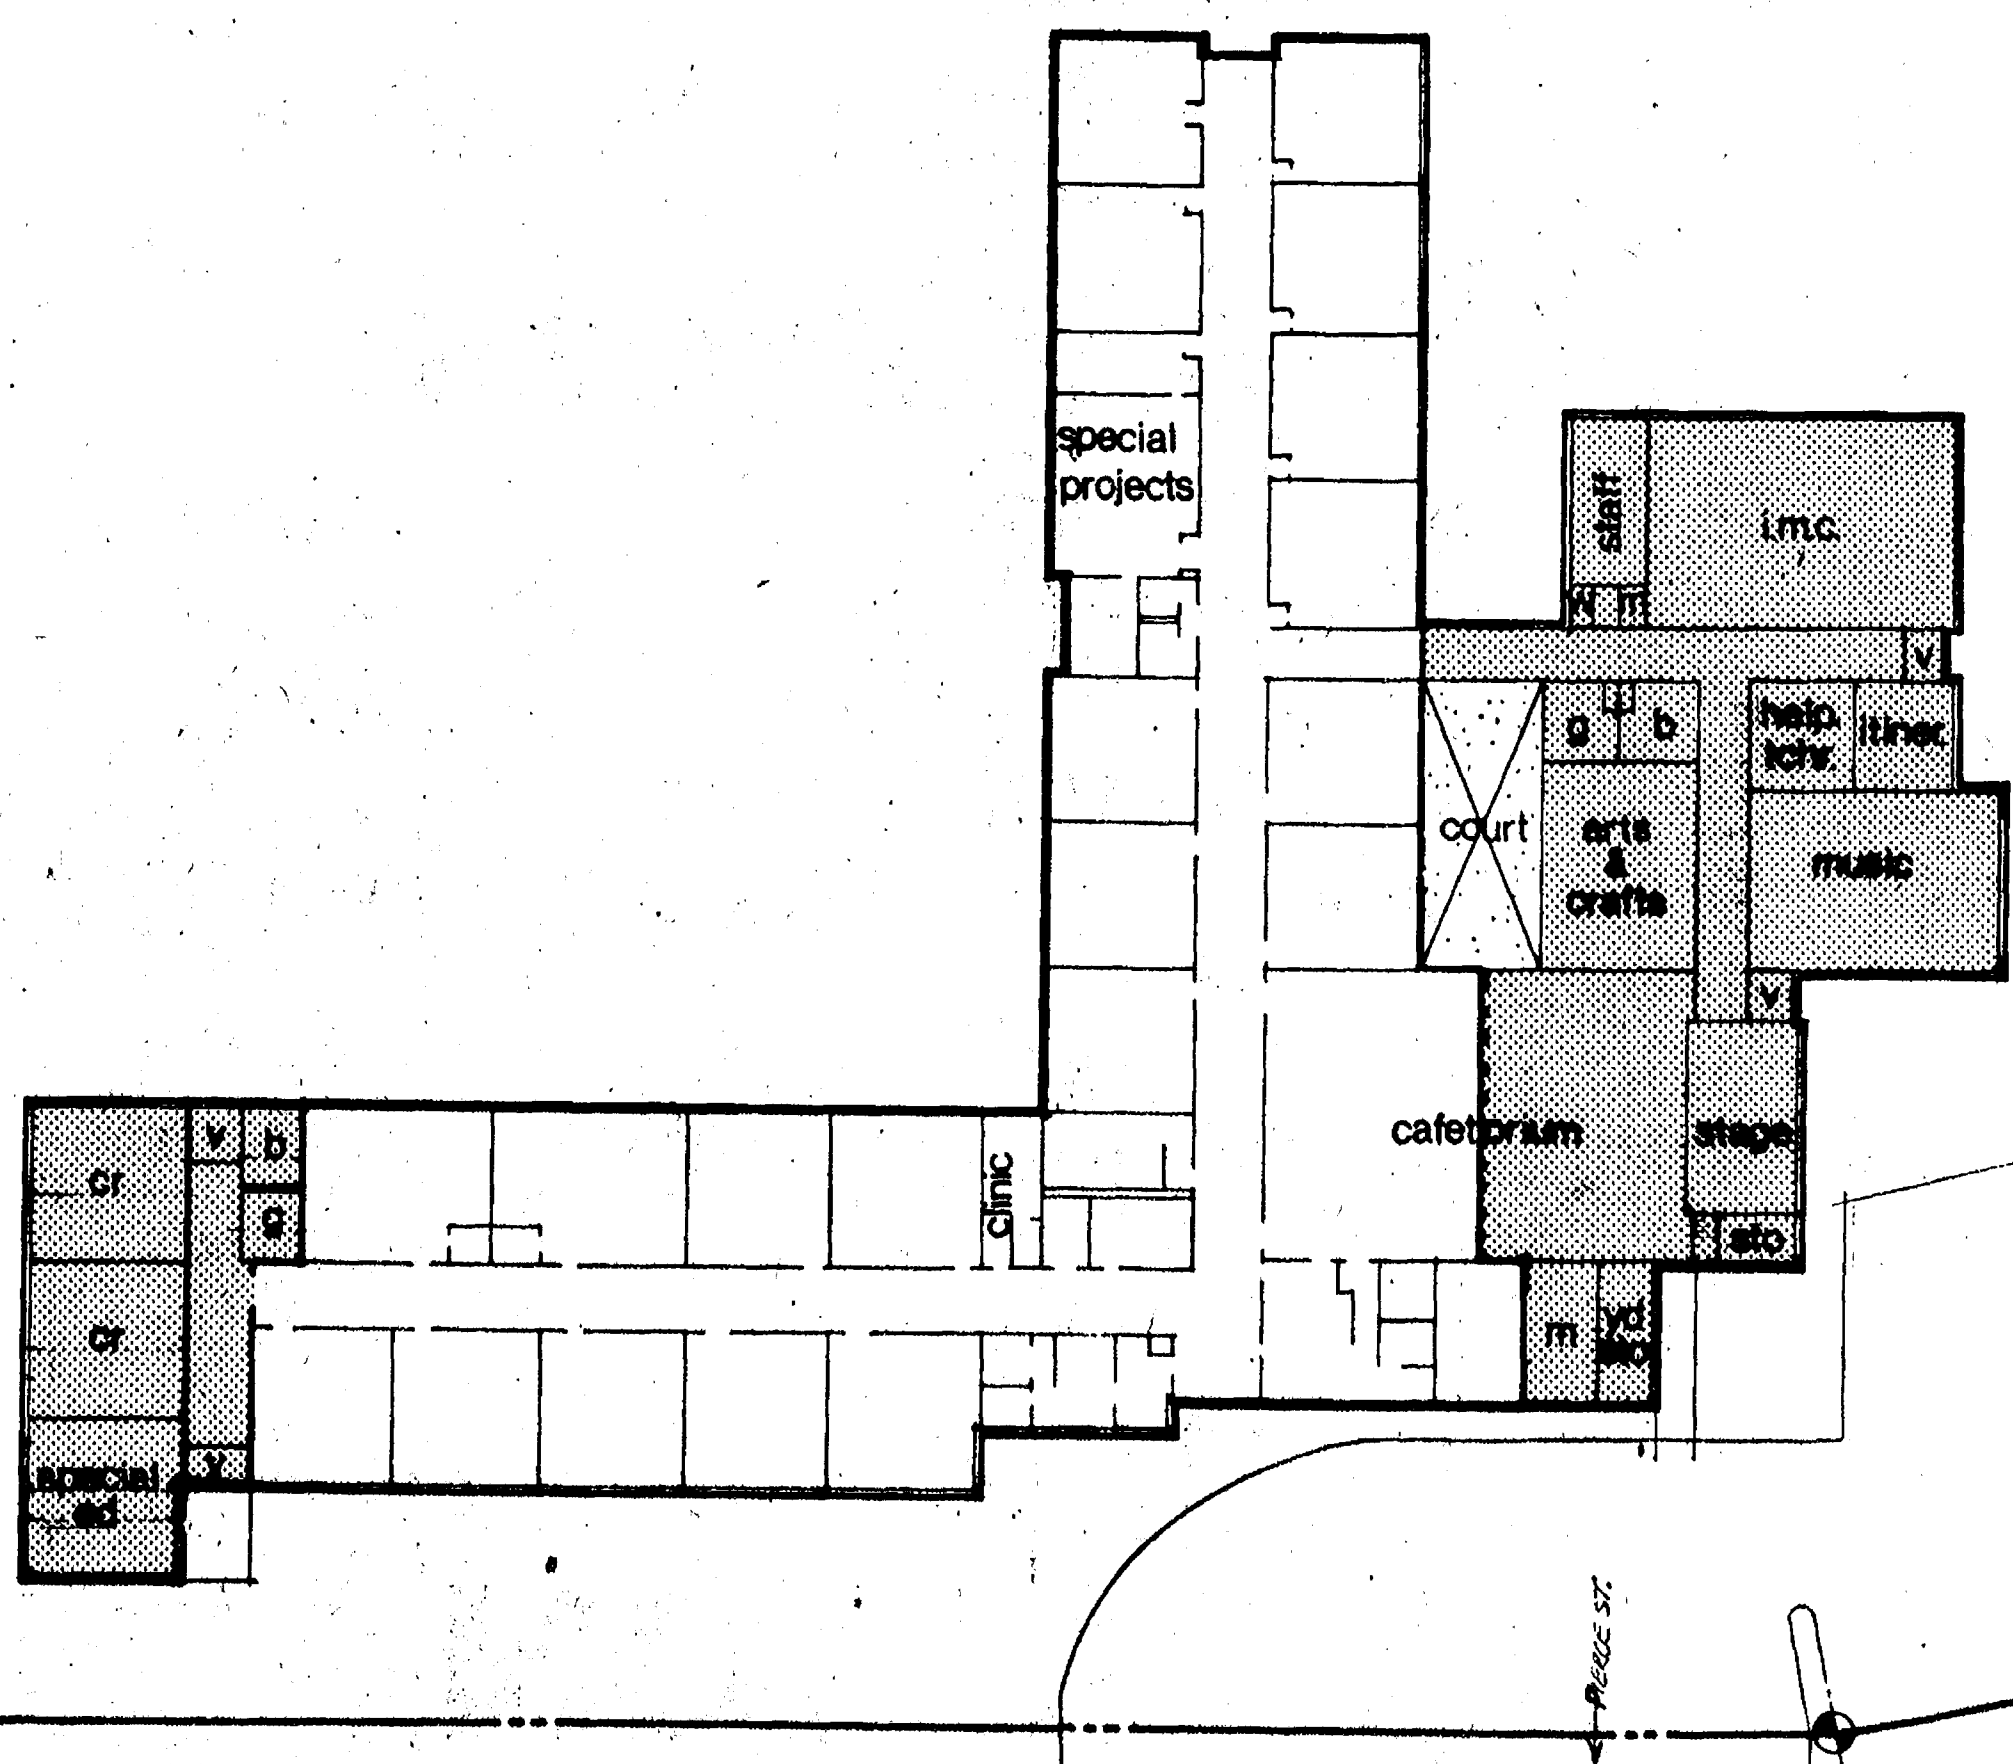 special
projects
staff
i.m.c.
w
m
v
g
b
help.
tchr.
itiner.
court
arts
&
crafts
music
v
cafetorium
stage
sto
m
yd
sto
clinic
cr
v
b
g
cr
special
ed
v
PIERCE ST.